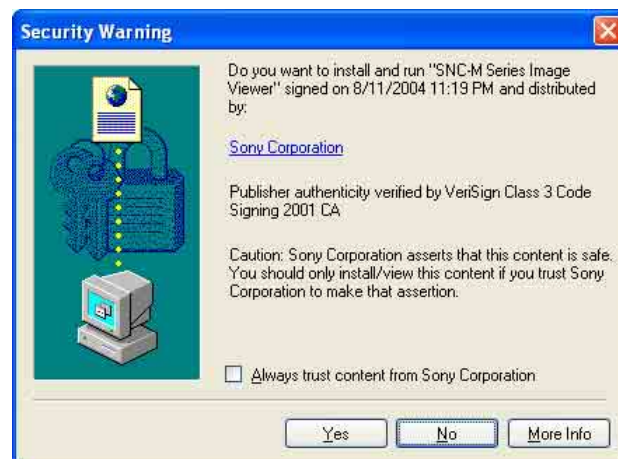 Security Warning
Do you want to install and run "SNC-M Series Image
Viewer" signed on 8/11/2004 11:19 PM and distributed
by:
Sony Corporation
Publisher authenticity verified by VeriSign Class 3 Code
Signing 2001 CA
Caution: Sony Corporation asserts that this content is safe.
You should only install/view this content if you trust Sony
Corporation to make that assertion.
Always trust content from Sony Corporation
Yes
No
More Info